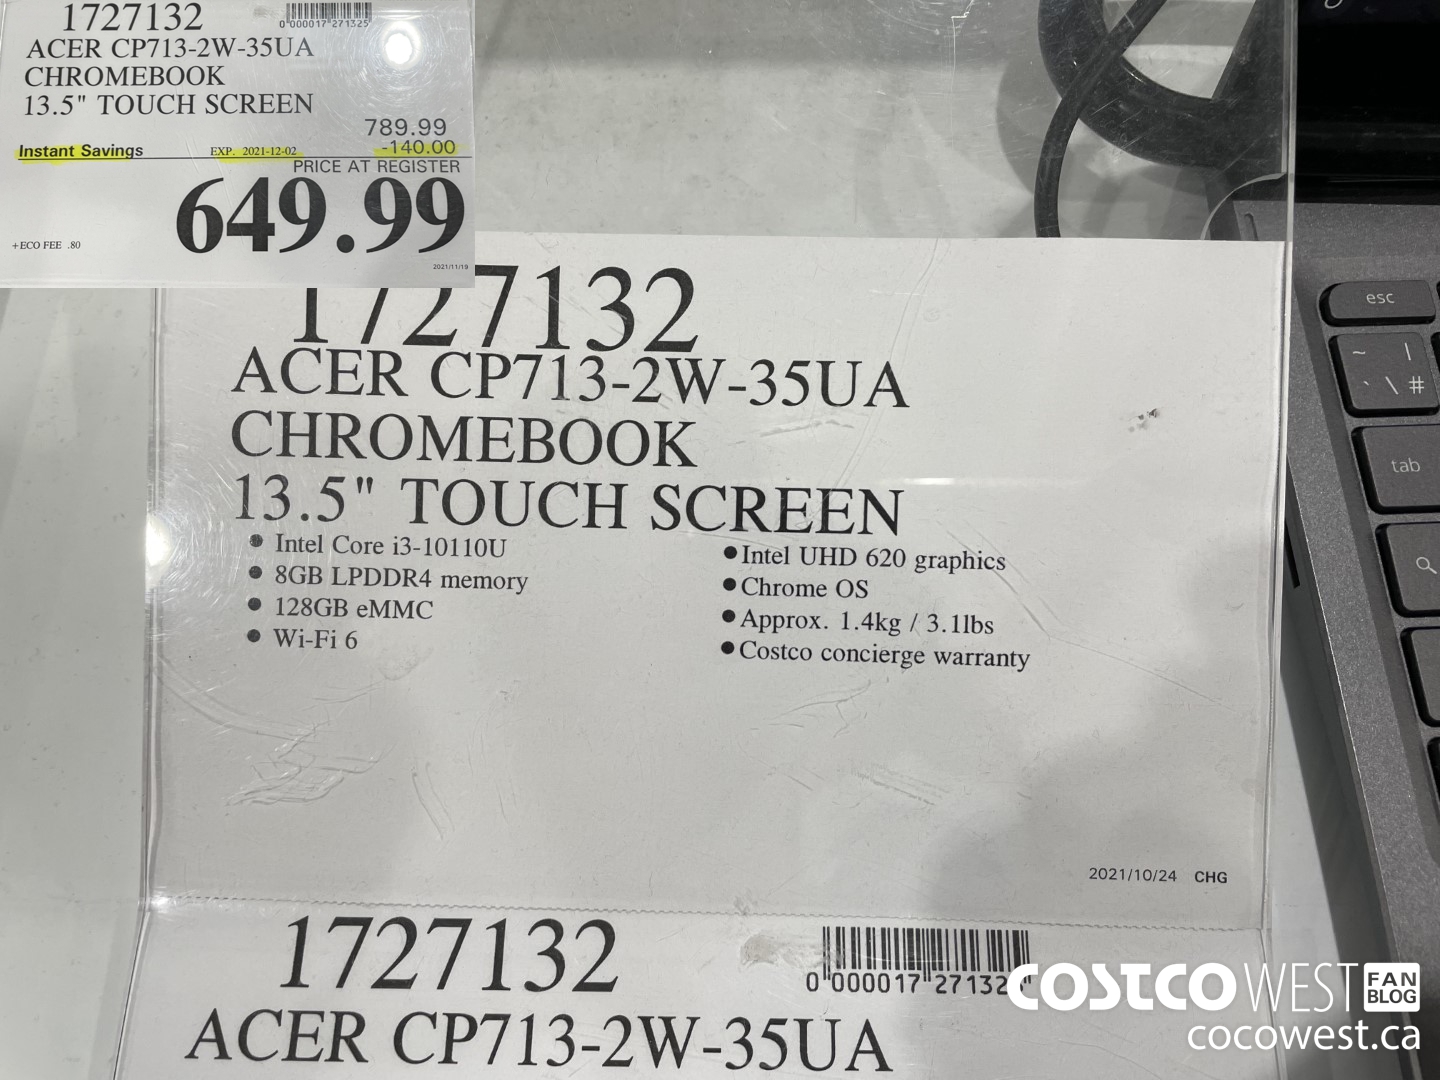 1727132
0"000017"271325
ACER CP713-2W-35UA
CHROMEBOOK
13.5" TOUCH SCREEN
789.99
Instant Savings EXP. 2021-12-02 -140.00
PRICE AT REGISTER
649.99
+ECO FEE .80
2021/11/19
1727132
ACER CP713-2W-35UA
CHROMEBOOK
13.5" TOUCH SCREEN
• Intel Core i3-10110U
• 8GB LPDDR4 memory
• 128GB eMMC
• Wi-Fi 6
• Intel UHD 620 graphics
• Chrome OS
• Approx. 1.4kg / 3.1lbs
• Costco concierge warranty
2021/10/24 CHG
1727132
0"000017"27132
ACER CP713-2W-35UA
esc
~ |
` \ #
tab
COSTCO WEST FAN BLOG
cocowest.ca